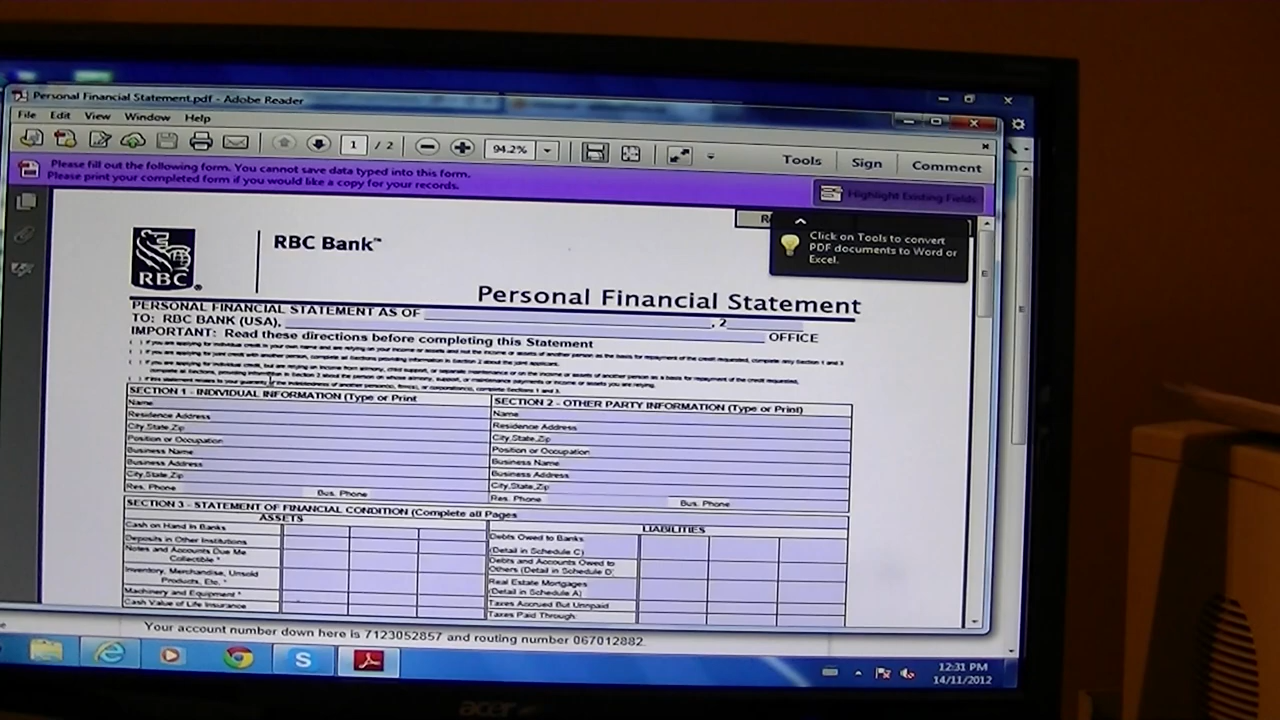 Personal Financial Statement.pdf - Adobe Reader
File Edit View Window Help
1 / 2 94.2% Tools Sign Comment
Please fill out the following form. You cannot save data typed into this form.
Please print your completed form if you would like a copy for your records.
Highlight Existing Fields
Click on Tools to convert
PDF documents to Word or
Excel.
RBC
RBC Bank™
Personal Financial Statement
PERSONAL FINANCIAL STATEMENT AS OF , 2
TO: RBC BANK (USA), OFFICE
IMPORTANT: Read these directions before completing this Statement
SECTION 1 - INDIVIDUAL INFORMATION (Type or Print
Name
Residence Address
City,State,Zip
Position or Occupation
Business Name
Business Address
City,State,Zip
Res. Phone Bus. Phone
SECTION 2 - OTHER PARTY INFORMATION (Type or Print)
Name
Residence Address
City,State,Zip
Position or Occupation
Business Name
Business Address
City,State,Zip
Res. Phone Bus. Phone
SECTION 3 - STATEMENT OF FINANCIAL CONDITION (Complete all Pages
ASSETS
Cash on Hand in Banks
Deposits in Other Institutions
Notes and Accounts Due Me
Collectible *
Inventory, Merchandise, Unsold
Products, Etc. *
Machinery and Equipment *
Cash Value of Life Insurance
LIABILITIES
Debts Owed to Banks
(Detail in Schedule C)
Debts and Accounts Owed to
Others (Detail in Schedule D)
Real Estate Mortgages
(Detail in Schedule A)
Taxes Accrued But Unpaid
Taxes Paid Through
Your account number down here is 7123052857 and routing number 067012882.
12:31 PM
14/11/2012
acer